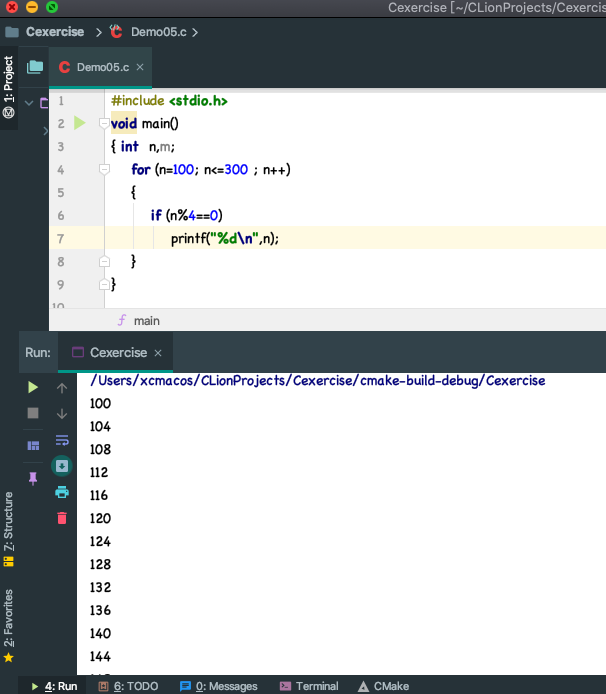 Cexercise [~/CLionProjects/Cexercis
Cexercise > Demo05.c >
1: Project
Demo05.c ×
1 #include <stdio.h>
2 void main()
3 { int n,m;
4 for (n=100; n<=300 ; n++)
5 {
6 if (n%4==0)
7 printf("%d\n",n);
8 }
9 }
10
f main
Run: Cexercise ×
/Users/xcmacos/CLionProjects/Cexercise/cmake-build-debug/Cexercise
100
104
108
112
116
120
124
128
132
136
140
144
7: Structure
2: Favorites
4: Run 6: TODO 0: Messages Terminal CMake